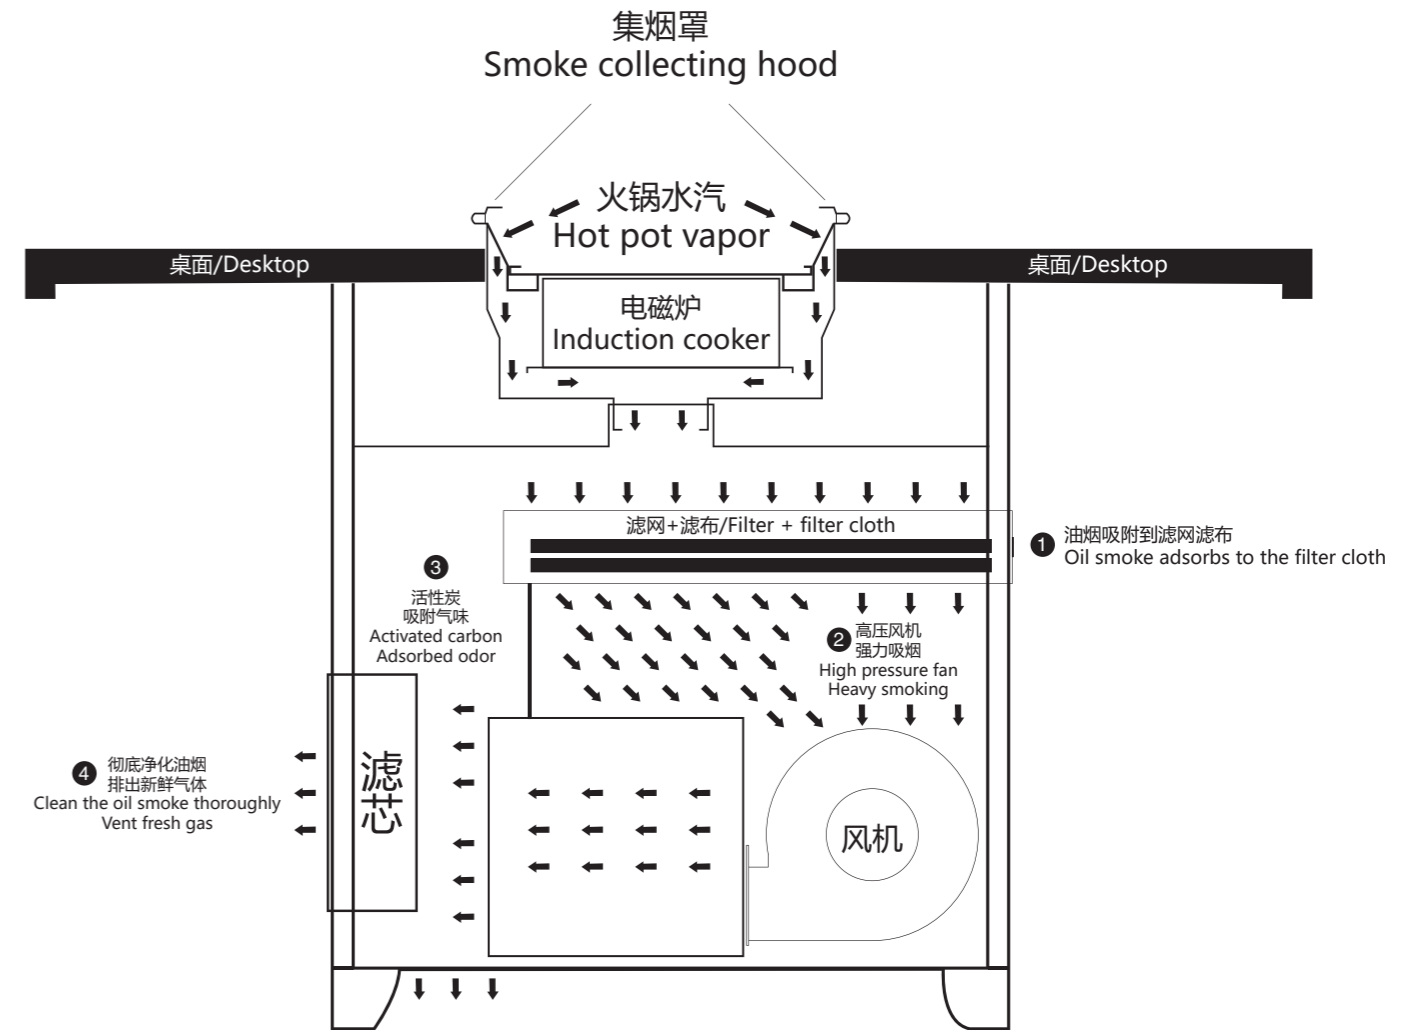 集烟罩
Smoke collecting hood
火锅水汽
Hot pot vapor
桌面/Desktop
桌面/Desktop
电磁炉
Induction cooker
滤网+滤布/Filter + filter cloth
1 油烟吸附到滤网滤布
Oil smoke adsorbs to the filter cloth
3
活性炭
吸附气味
Activated carbon
Adsorbed odor
2 高压风机
强力吸烟
High pressure fan
Heavy smoking
4 彻底净化油烟
排出新鲜气体
Clean the oil smoke thoroughly
Vent fresh gas
滤
芯
风机